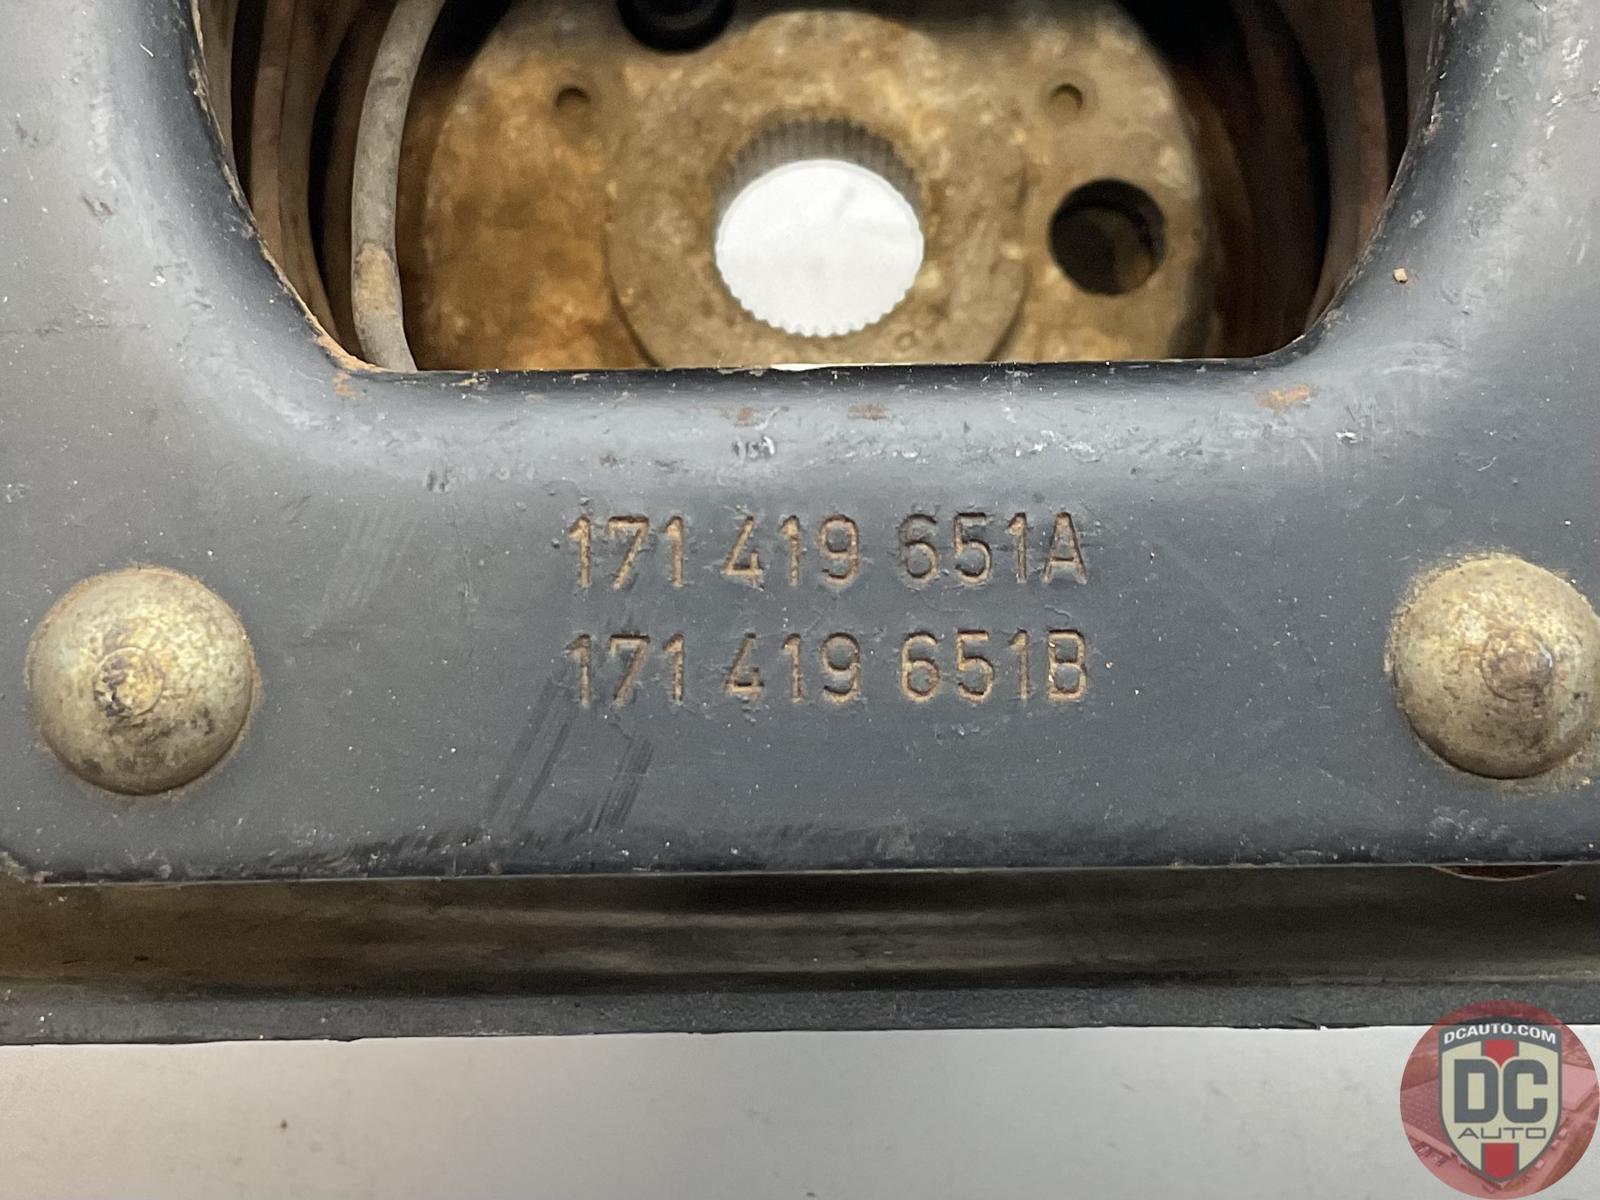 171 419 651A
171 419 651B
DCAUTO.COM
DC
AUTO